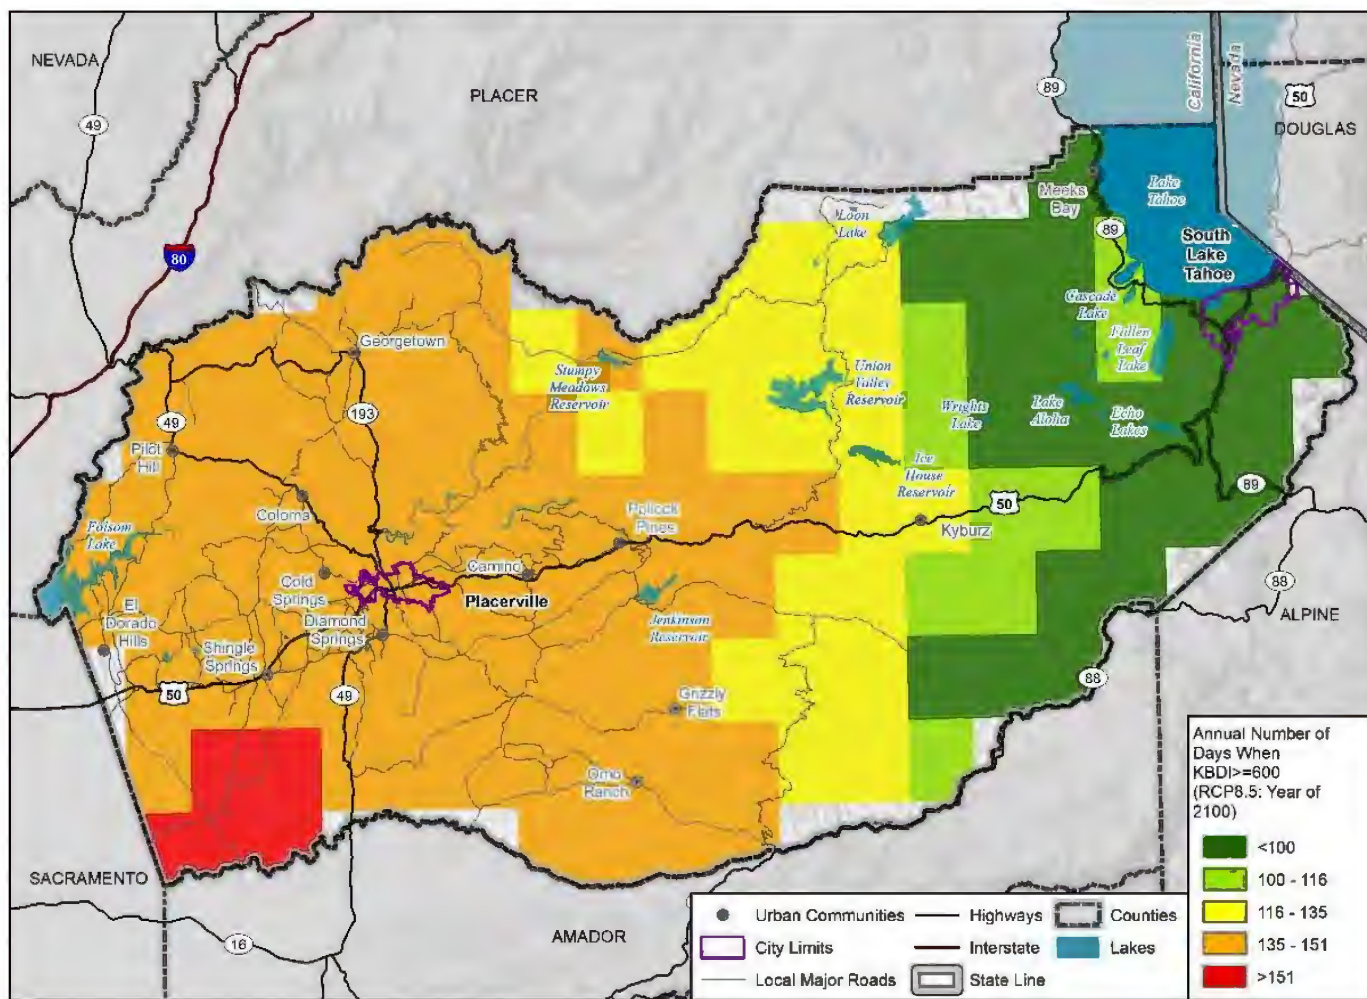 NEVADA
PLACER
California
Nevada
DOUGLAS
49
89
50
80
Meeks
Bay
Lake
Tahoe
Loon
Lake
89
South
Lake
Tahoe
Cascade
Lake
Fallen
Leaf
Lake
Georgetown
Stumpy
Meadows
Reservoir
Union
Valley
Reservoir
Wrights
Lake
Lake
Aloha
Echo
Lakes
49
193
Pilot
Hill
Ice
House
Reservoir
89
Coloma
Pollock
Pines
50
Kyburz
Folsom
Lake
Camino
Cold
Springs
Placerville
88
El
Dorado
Hills
Diamond
Springs
Jenkinson
Reservoir
ALPINE
Shingle
Springs
50
49
88
Grizzly
Flats
Omo
Ranch
SACRAMENTO
16
AMADOR
Annual Number of
Days When
KBDI>=600
(RCP8.5: Year of
2100)
<100
100 - 116
116 - 135
135 - 151
>151
Urban Communities
Highways
Counties
City Limits
Interstate
Lakes
Local Major Roads
State Line